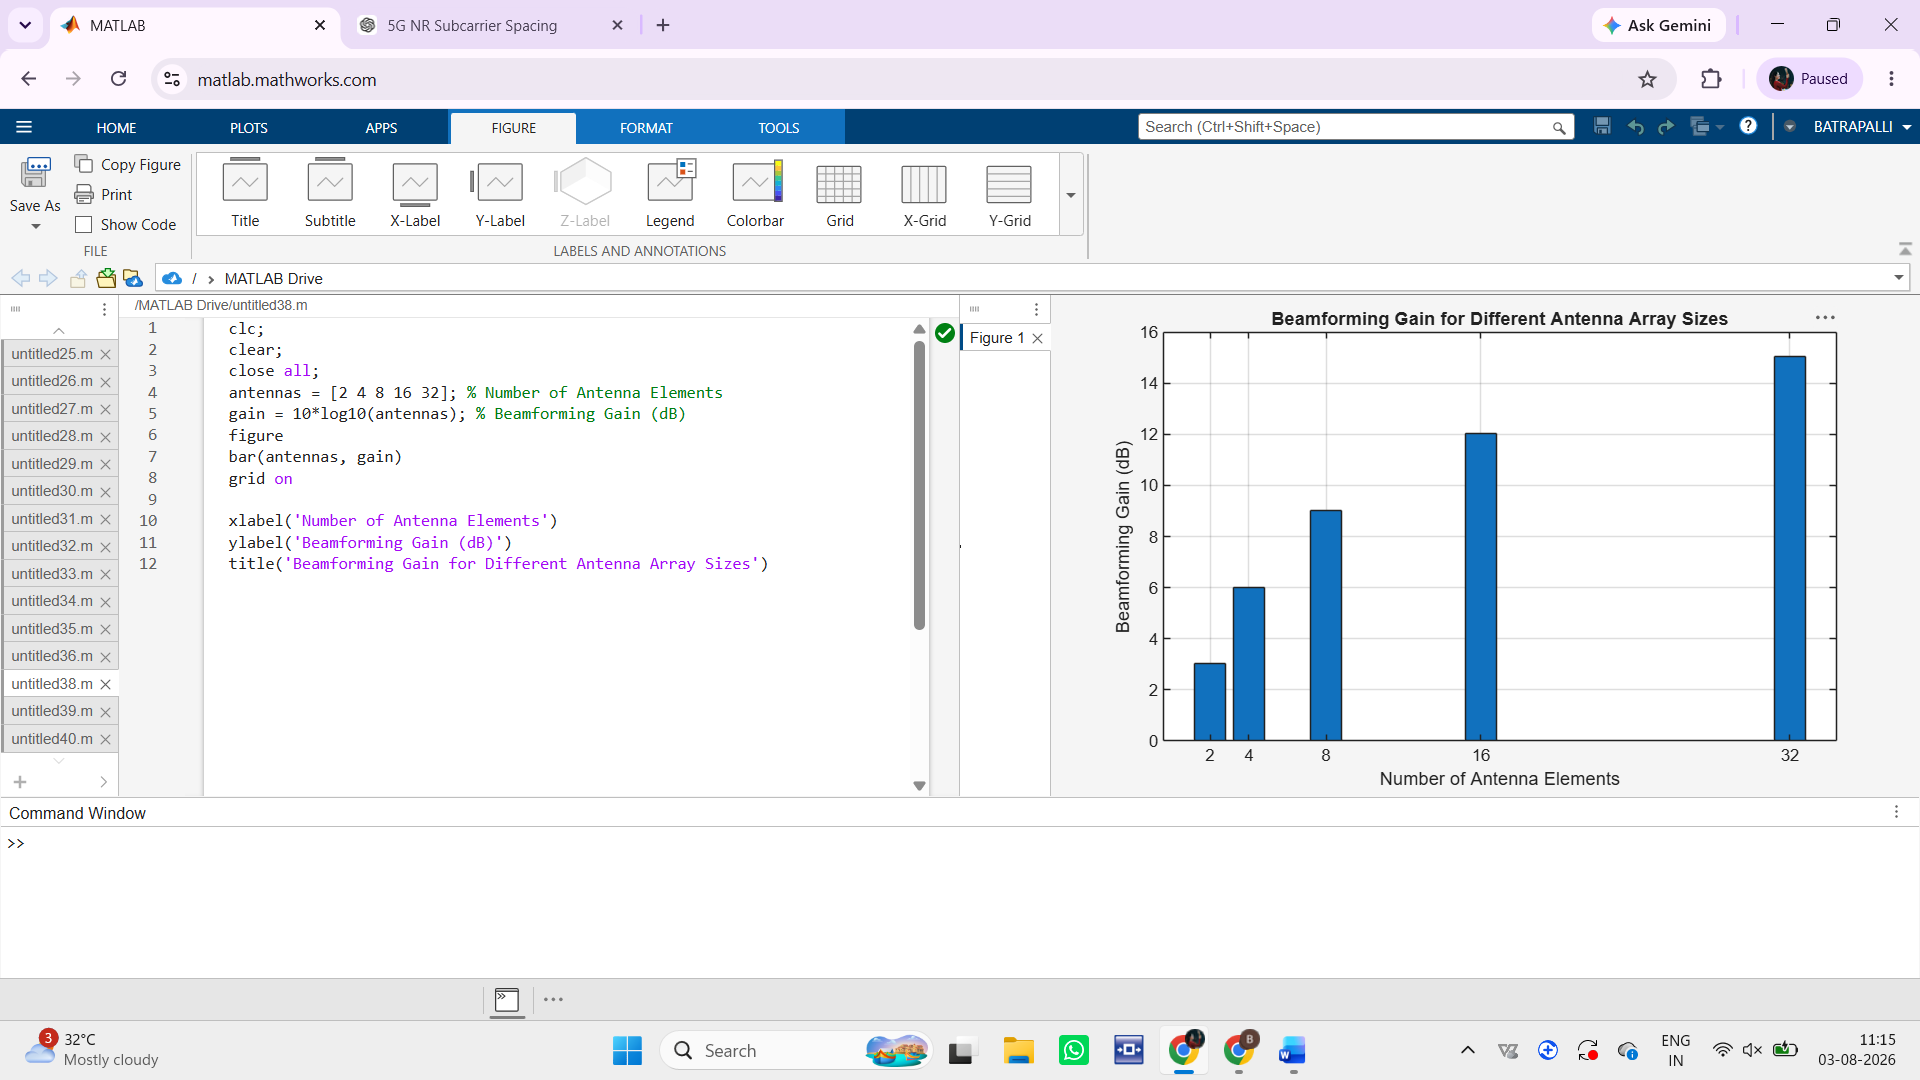 MATLAB
5G NR Subcarrier Spacing
Ask Gemini
matlab.mathworks.com
Paused
HOME
PLOTS
APPS
FIGURE
FORMAT
TOOLS
Search (Ctrl+Shift+Space)
BATRAPALLI
Save As
Copy Figure
Print
Show Code
FILE
Title
Subtitle
X-Label
Y-Label
Z-Label
Legend
Colorbar
Grid
X-Grid
Y-Grid
LABELS AND ANNOTATIONS
/ › MATLAB Drive
/MATLAB Drive/untitled38.m
untitled25.m
untitled26.m
untitled27.m
untitled28.m
untitled29.m
untitled30.m
untitled31.m
untitled32.m
untitled33.m
untitled34.m
untitled35.m
untitled36.m
untitled38.m
untitled39.m
untitled40.m
1 clc;
2 clear;
3 close all;
4 antennas = [2 4 8 16 32]; % Number of Antenna Elements
5 gain = 10*log10(antennas); % Beamforming Gain (dB)
6 figure
7 bar(antennas, gain)
8 grid on
9
10 xlabel('Number of Antenna Elements')
11 ylabel('Beamforming Gain (dB)')
12 title('Beamforming Gain for Different Antenna Array Sizes')
Figure 1
Beamforming Gain for Different Antenna Array Sizes
16
14
12
10
8
6
4
2
0
Beamforming Gain (dB)
2 4 8 16 32
Number of Antenna Elements
Command Window
>>
3
32°C
Mostly cloudy
Search
B
ENG
IN
11:15
03-08-2026